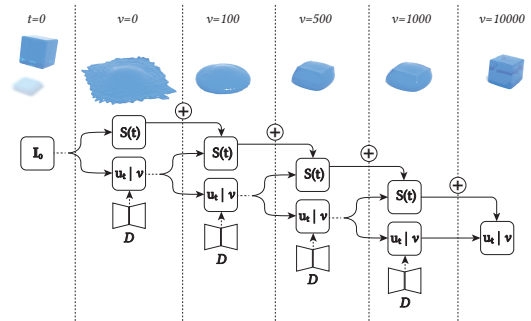 t=0
ν=0
ν=100
ν=500
ν=1000
ν=10000
I₀
S(t)
uₜ | ν
D
S(t)
uₜ | ν
D
S(t)
uₜ | ν
D
S(t)
uₜ | ν
D
uₜ | ν
+
+
+
+